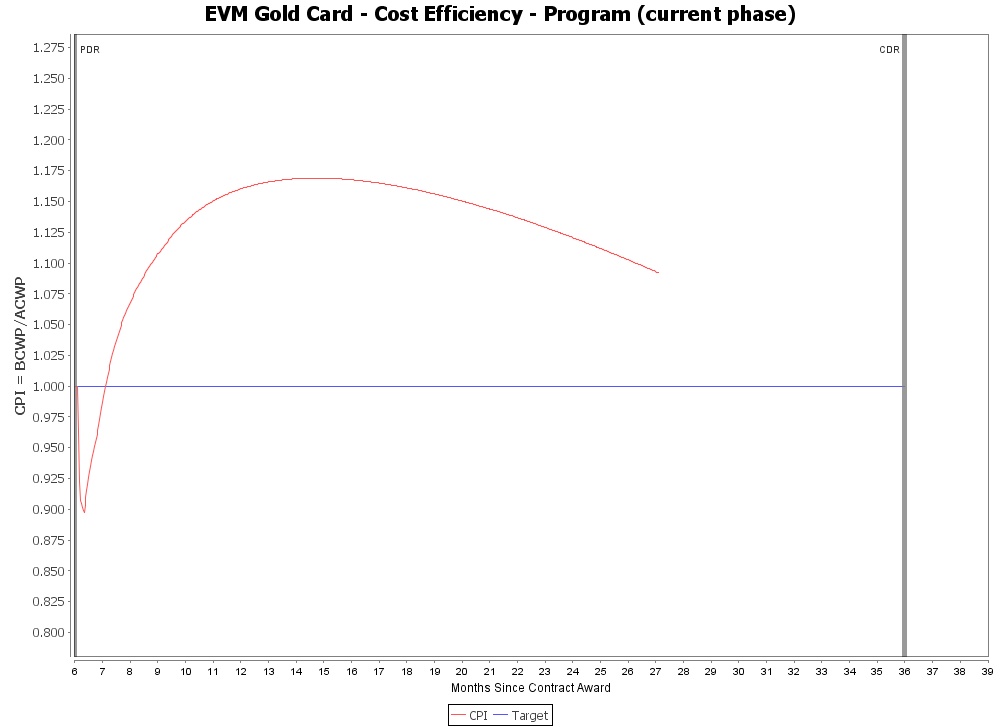 EVM Gold Card - Cost Efficiency - Program (current phase)
1.275
1.250
1.225
1.200
1.175
1.150
1.125
1.100
1.075
1.050
1.025
1.000
0.975
0.950
0.925
0.900
0.875
0.850
0.825
0.800
CPI = BCWP/ACWP
PDR
CDR
6 7 8 9 10 11 12 13 14 15 16 17 18 19 20 21 22 23 24 25 26 27 28 29 30 31 32 33 34 35 36 37 38 39
Months Since Contract Award
CPI Target